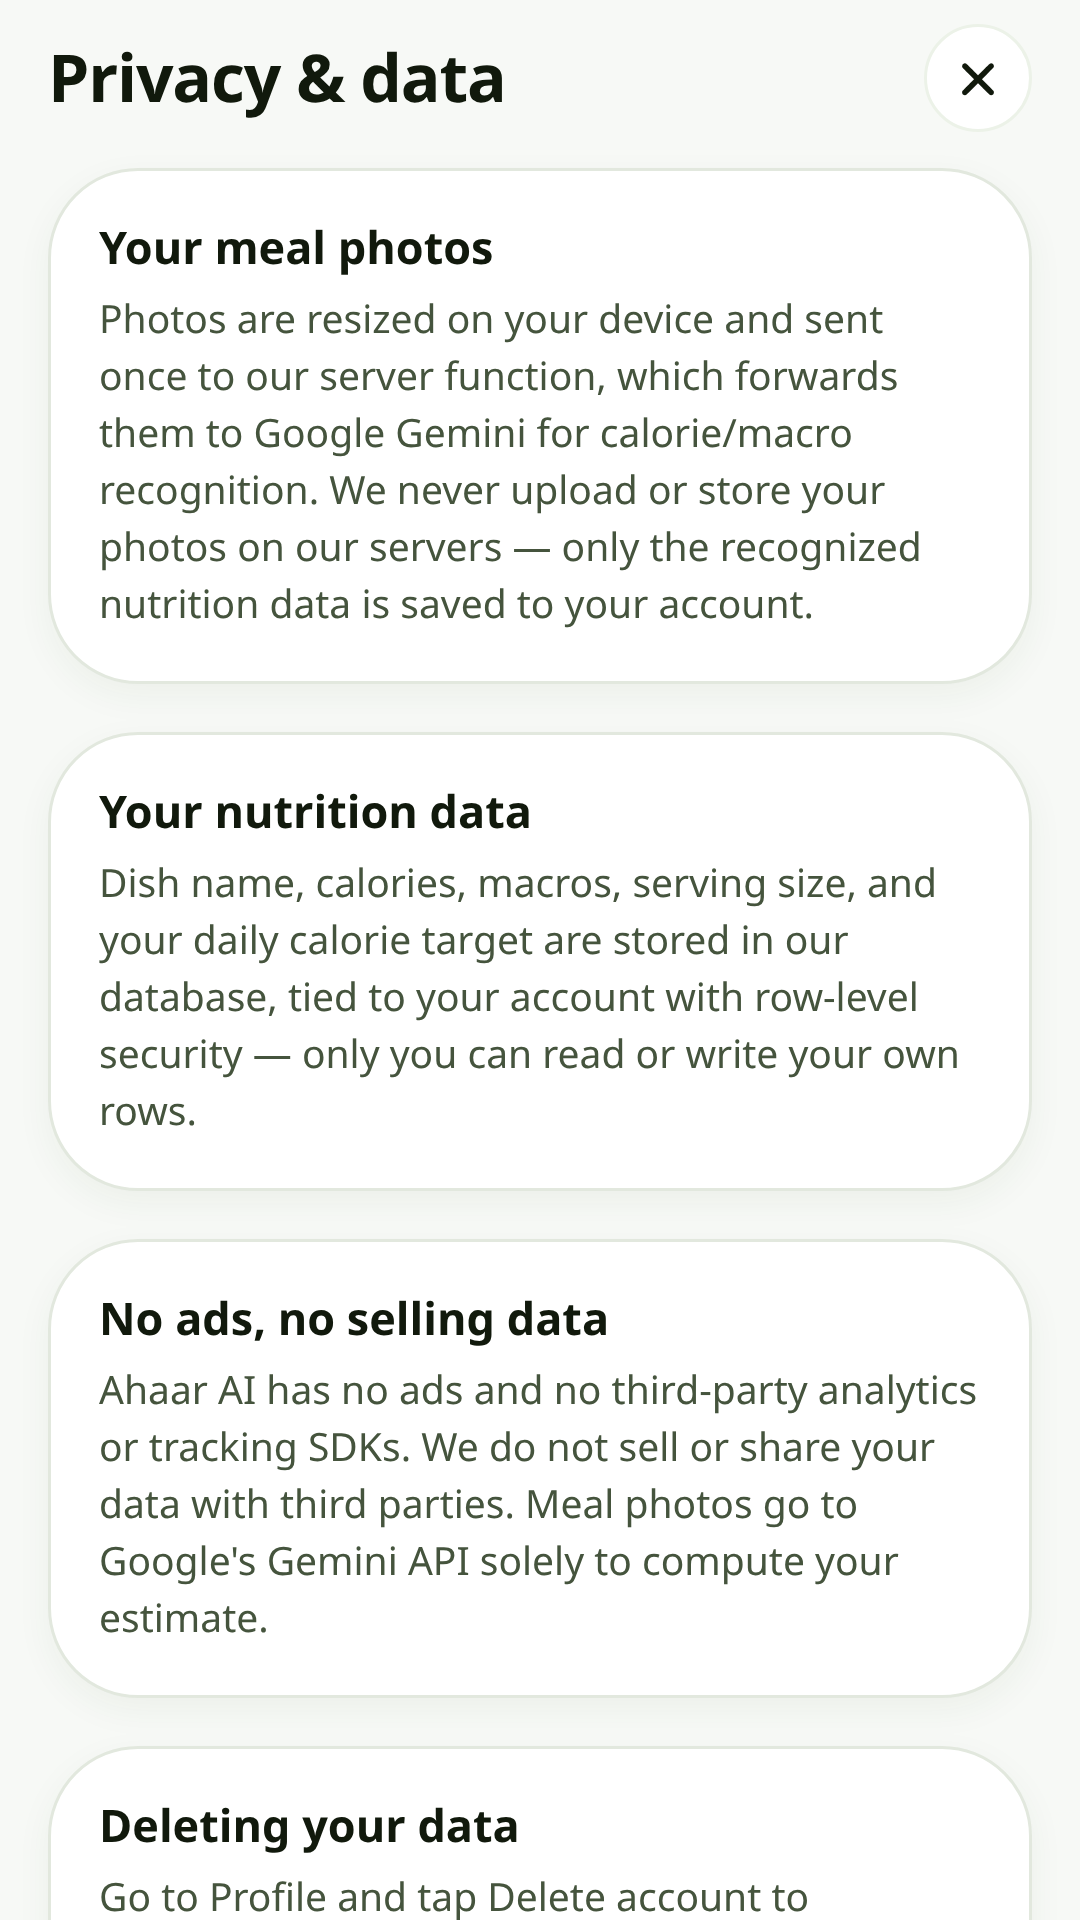 Privacy & data
Your meal photos
Photos are resized on your device and sent
once to our server function, which forwards
them to Google Gemini for calorie/macro
recognition. We never upload or store your
photos on our servers — only the recognized
nutrition data is saved to your account.
Your nutrition data
Dish name, calories, macros, serving size, and
your daily calorie target are stored in our
database, tied to your account with row-level
security — only you can read or write your own
rows.
No ads, no selling data
Ahaar AI has no ads and no third-party analytics
or tracking SDKs. We do not sell or share your
data with third parties. Meal photos go to
Google's Gemini API solely to compute your
estimate.
Deleting your data
Go to Profile and tap Delete account to